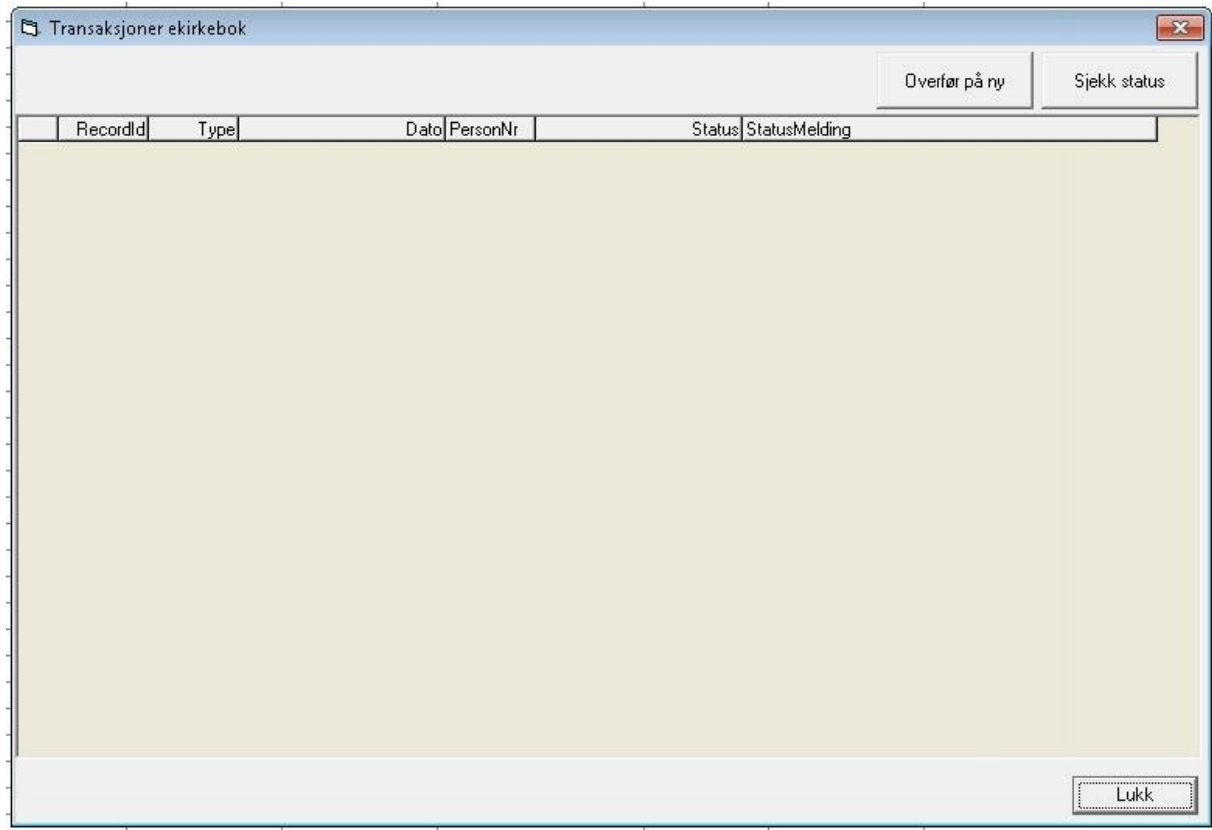 Transaksjoner ekirkebok
Overfør på ny Sjekk status
RecordId Type Dato PersonNr Status StatusMelding
Lukk